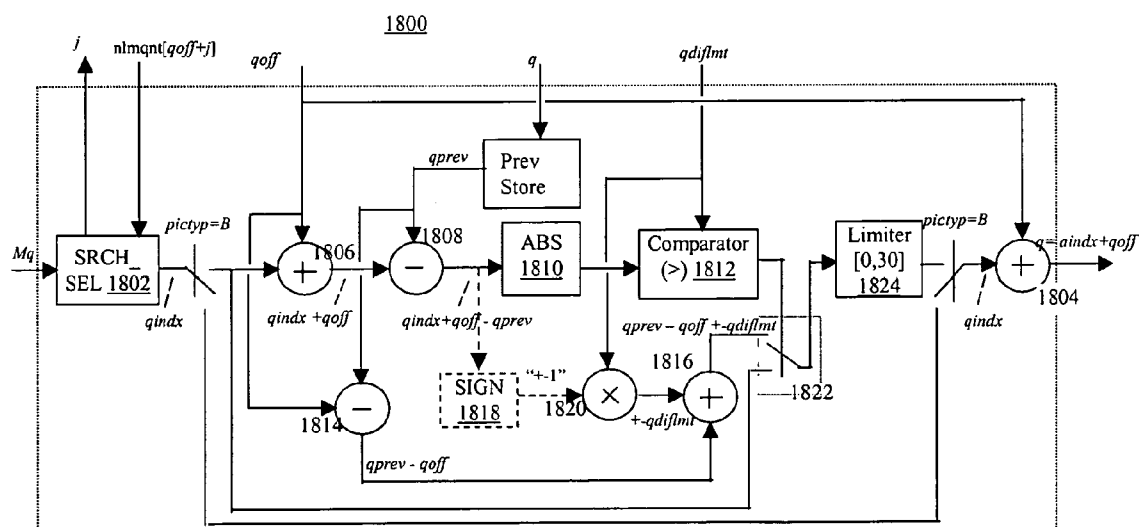 1800
j
nlmqnt[qoff+j]
qoff
q
qdiflmt
qprev
Prev
Store
pictyp=B
Mq
SRCH_
SEL 1802
qindx
1806
+
qindx +qoff
1808
-
qindx+qoff - qprev
ABS
1810
Comparator
(>) 1812
Limiter
[0,30]
1824
pictyp=B
qindx
q= qindx+qoff
+
1804
qprev – qoff +-qdiflmt
1816
1822
SIGN
1818
"+-1"
1820
×
+-qdiflmt
+
1814
-
qprev - qoff